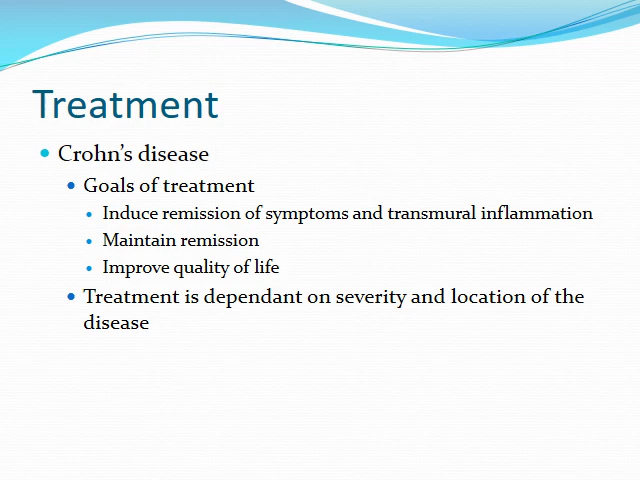 Treatment
• Crohn’s disease
• Goals of treatment
• Induce remission of symptoms and transmural inflammation
• Maintain remission
• Improve quality of life
• Treatment is dependant on severity and location of the
disease